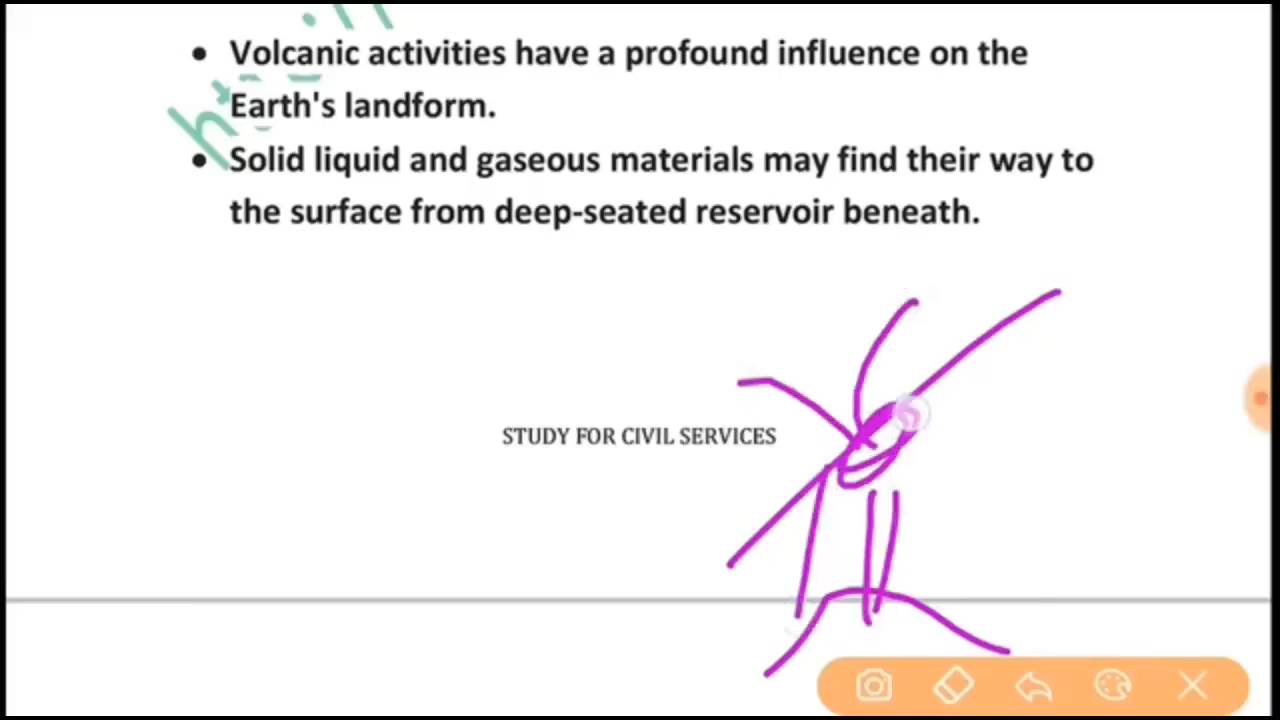 • Volcanic activities have a profound influence on the
Earth's landform.
• Solid liquid and gaseous materials may find their way to
the surface from deep-seated reservoir beneath.
STUDY FOR CIVIL SERVICES